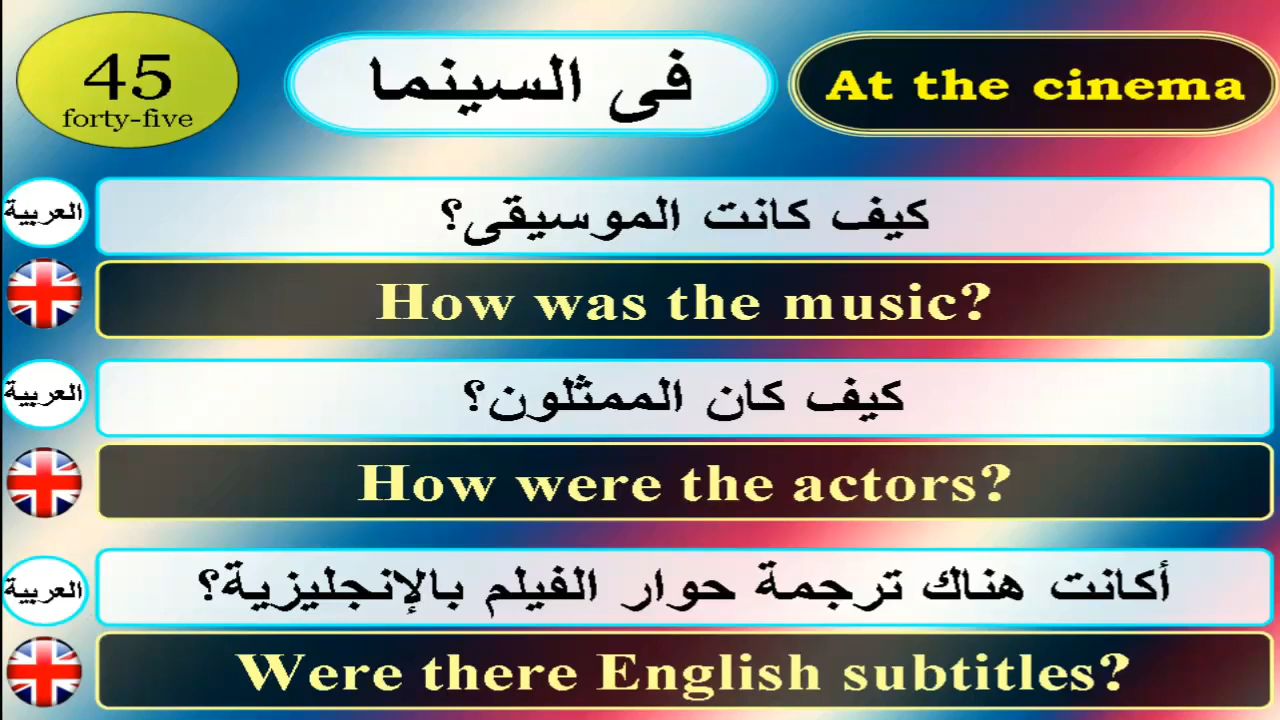 45
forty-five
فى السينما
At the cinema
العربية
كيف كانت الموسيقى؟
How was the music?
العربية
كيف كان الممثلون؟
How were the actors?
العربية
أكانت هناك ترجمة حوار الفيلم بالإنجليزية؟
Were there English subtitles?